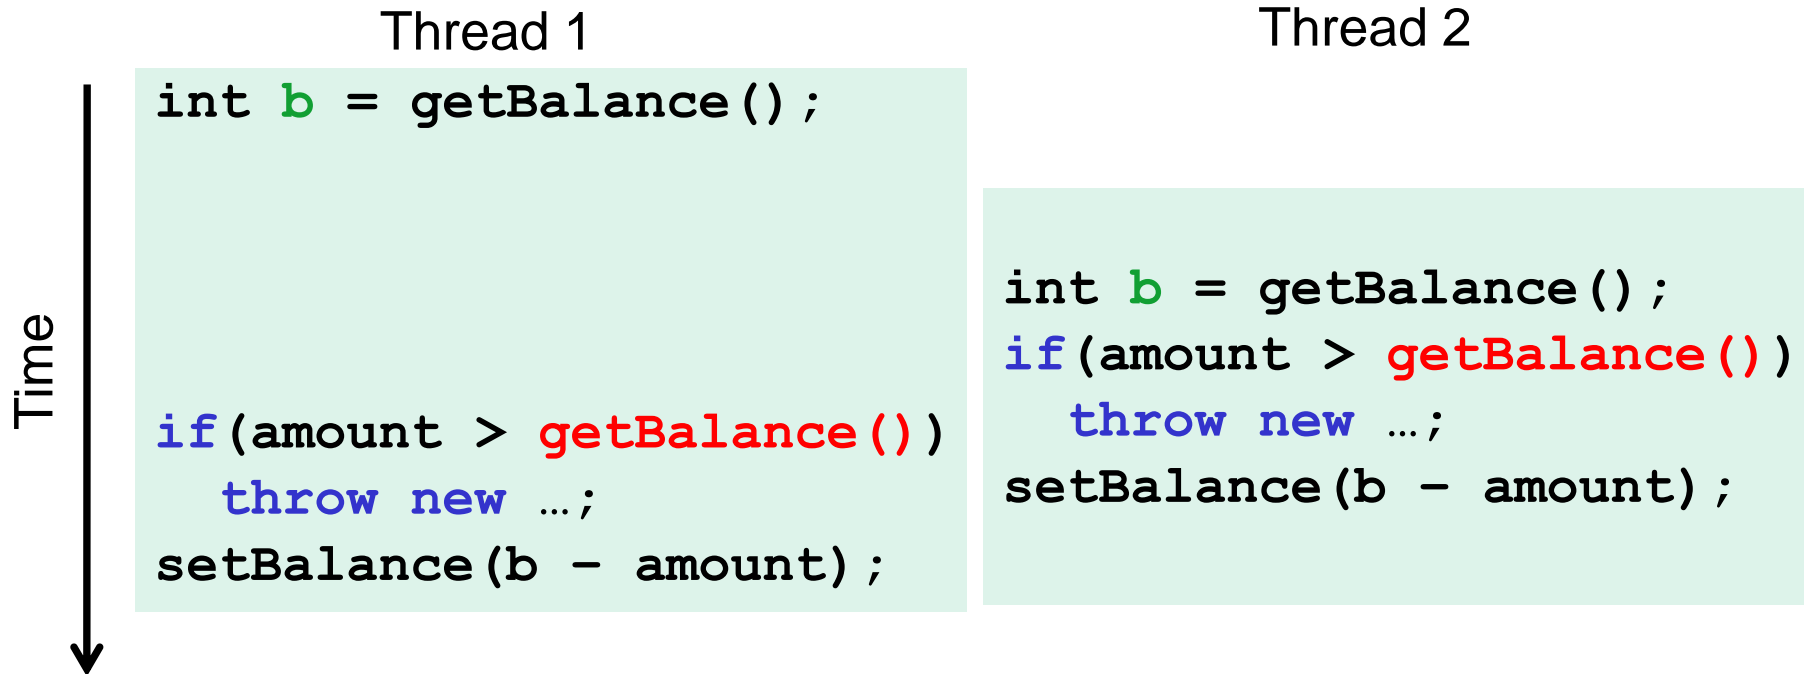 Thread 1
Thread 2
Time
int b = getBalance();
if(amount > getBalance())
throw new …;
setBalance(b – amount);
int b = getBalance();
if(amount > getBalance())
throw new …;
setBalance(b – amount);